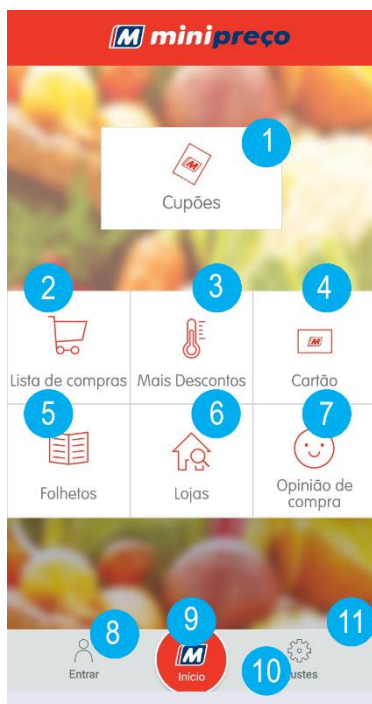 minipreço
1
Cupões
2
3
4
Lista de compras
Mais Descontos
Cartão
5
6
7
Folhetos
Lojas
Opinião de
compra
8
9
10
11
Entrar
Início
ustes